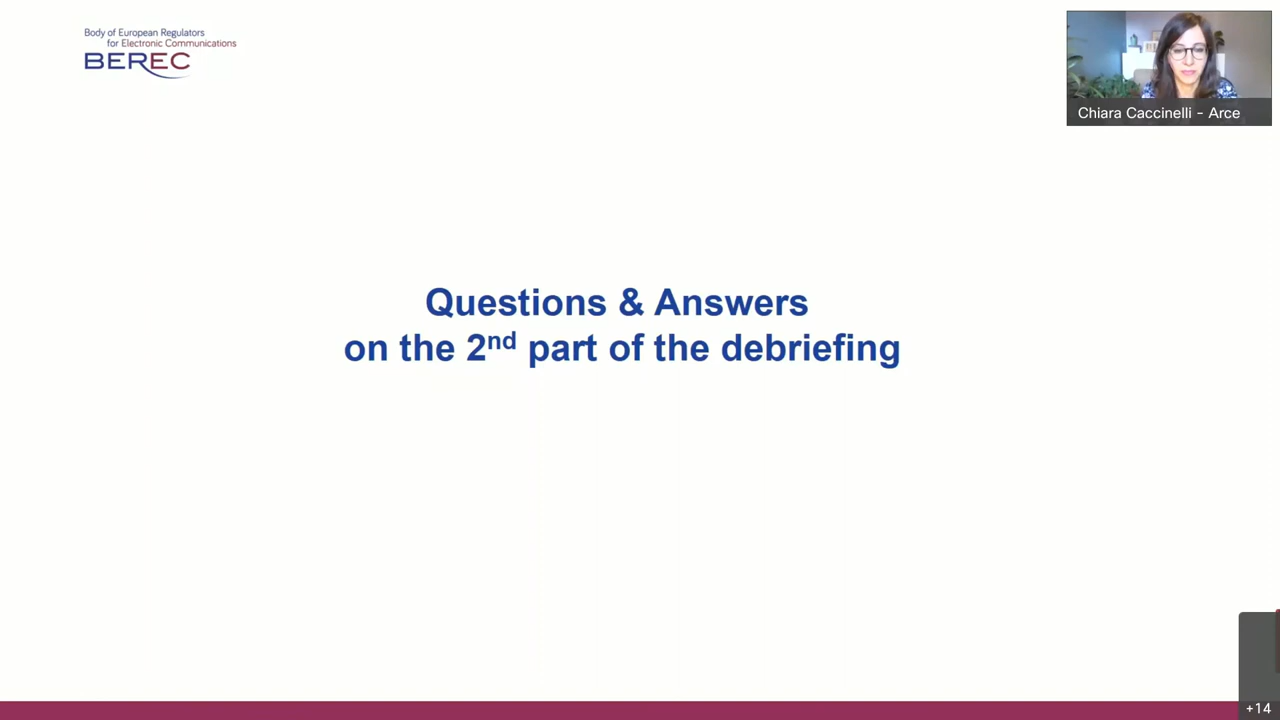 Body of European Regulators
for Electronic Communications
BEREC
Chiara Caccinelli - Arce
Questions & Answers
on the 2nd part of the debriefing
+14